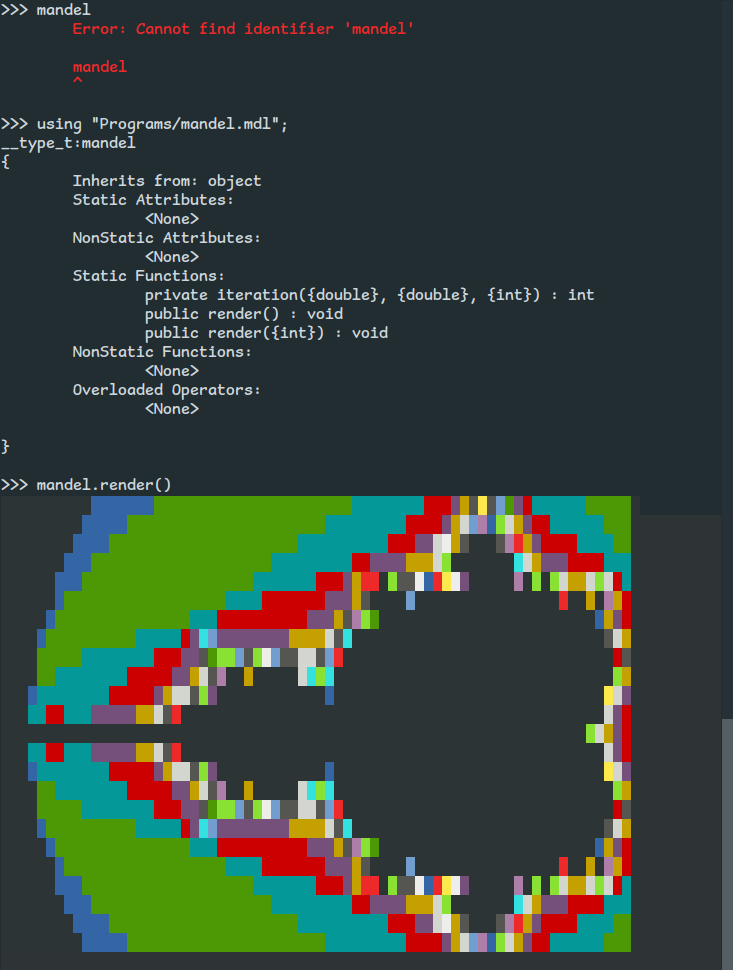 >>> mandel
Error: Cannot find identifier 'mandel'
mandel
^
>>> using "Programs/mandel.mdl";
__type_t:mandel
{
Inherits from: object
Static Attributes:
<None>
NonStatic Attributes:
<None>
Static Functions:
private iteration({double}, {double}, {int}) : int
public render() : void
public render({int}) : void
NonStatic Functions:
<None>
Overloaded Operators:
<None>
}
>>> mandel.render()